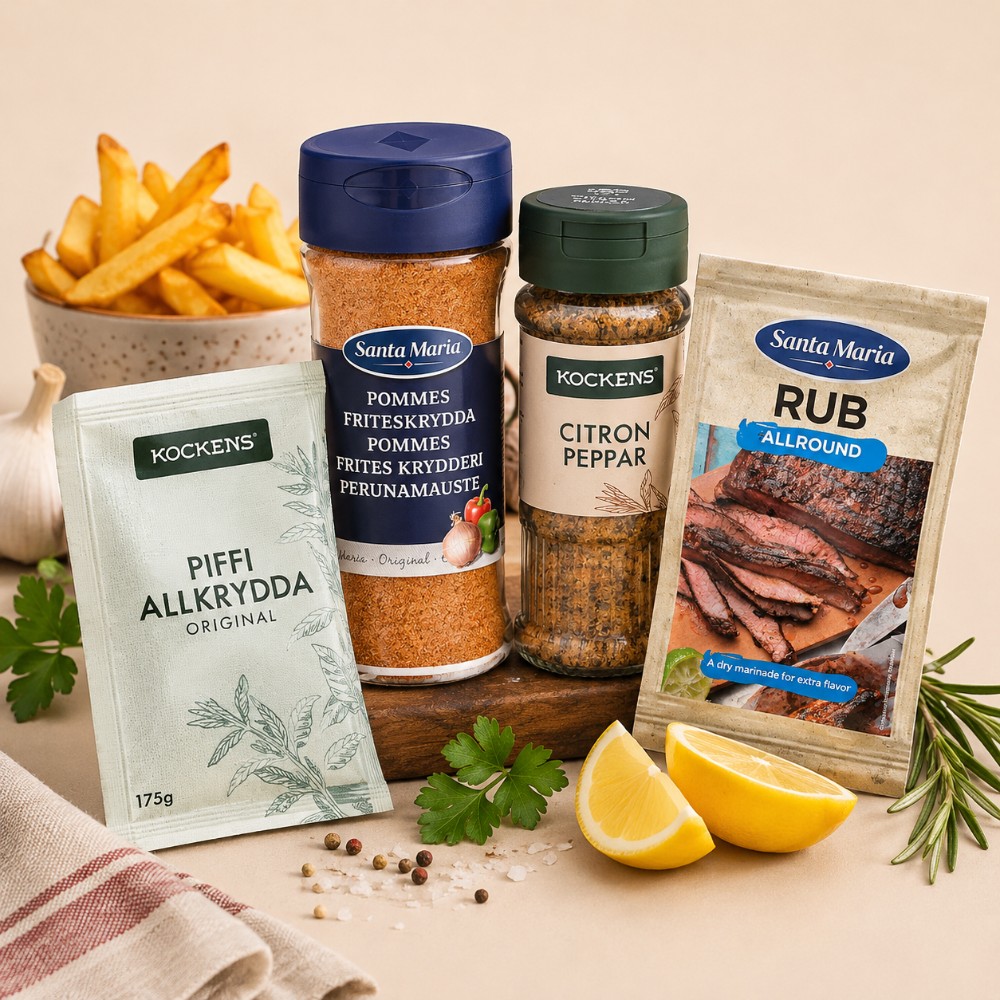 KOCKENS®
PIFFI
ALLKRYDDA
ORIGINAL
175g
Santa Maria
POMMES
FRITESKRYDDA
POMMES
FRITES KRYDDERI
PERUNAMAUSTE
Maria · Original ·
KOCKENS®
CITRON
PEPPAR
Santa Maria
RUB
ALLROUND
A dry marinade for extra flavor